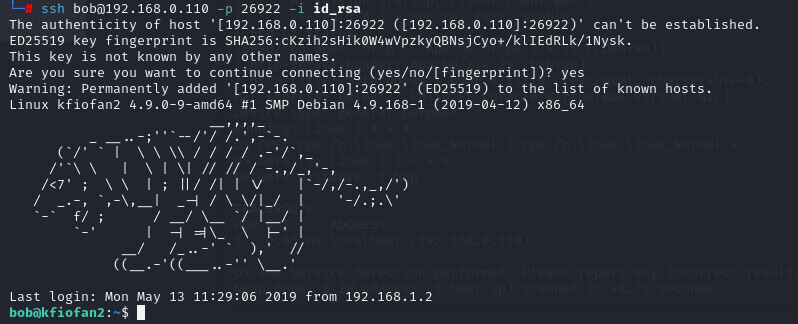 # ssh bob@192.168.0.110 -p 26922 -i id_rsa
The authenticity of host '[192.168.0.110]:26922 ([192.168.0.110]:26922)' can't be established.
ED25519 key fingerprint is SHA256:cKzih2sHik0W4wVpzkyQBNsjCyo+/klIEdRLk/1Nysk.
This key is not known by any other names.
Are you sure you want to continue connecting (yes/no/[fingerprint])? yes
Warning: Permanently added '[192.168.0.110]:26922' (ED25519) to the list of known hosts.
Linux kfiofan2 4.9.0-9-amd64 #1 SMP Debian 4.9.168-1 (2019-04-12) x86_64
Last login: Mon May 13 11:29:06 2019 from 192.168.1.2
bob@kfiofan2:~$